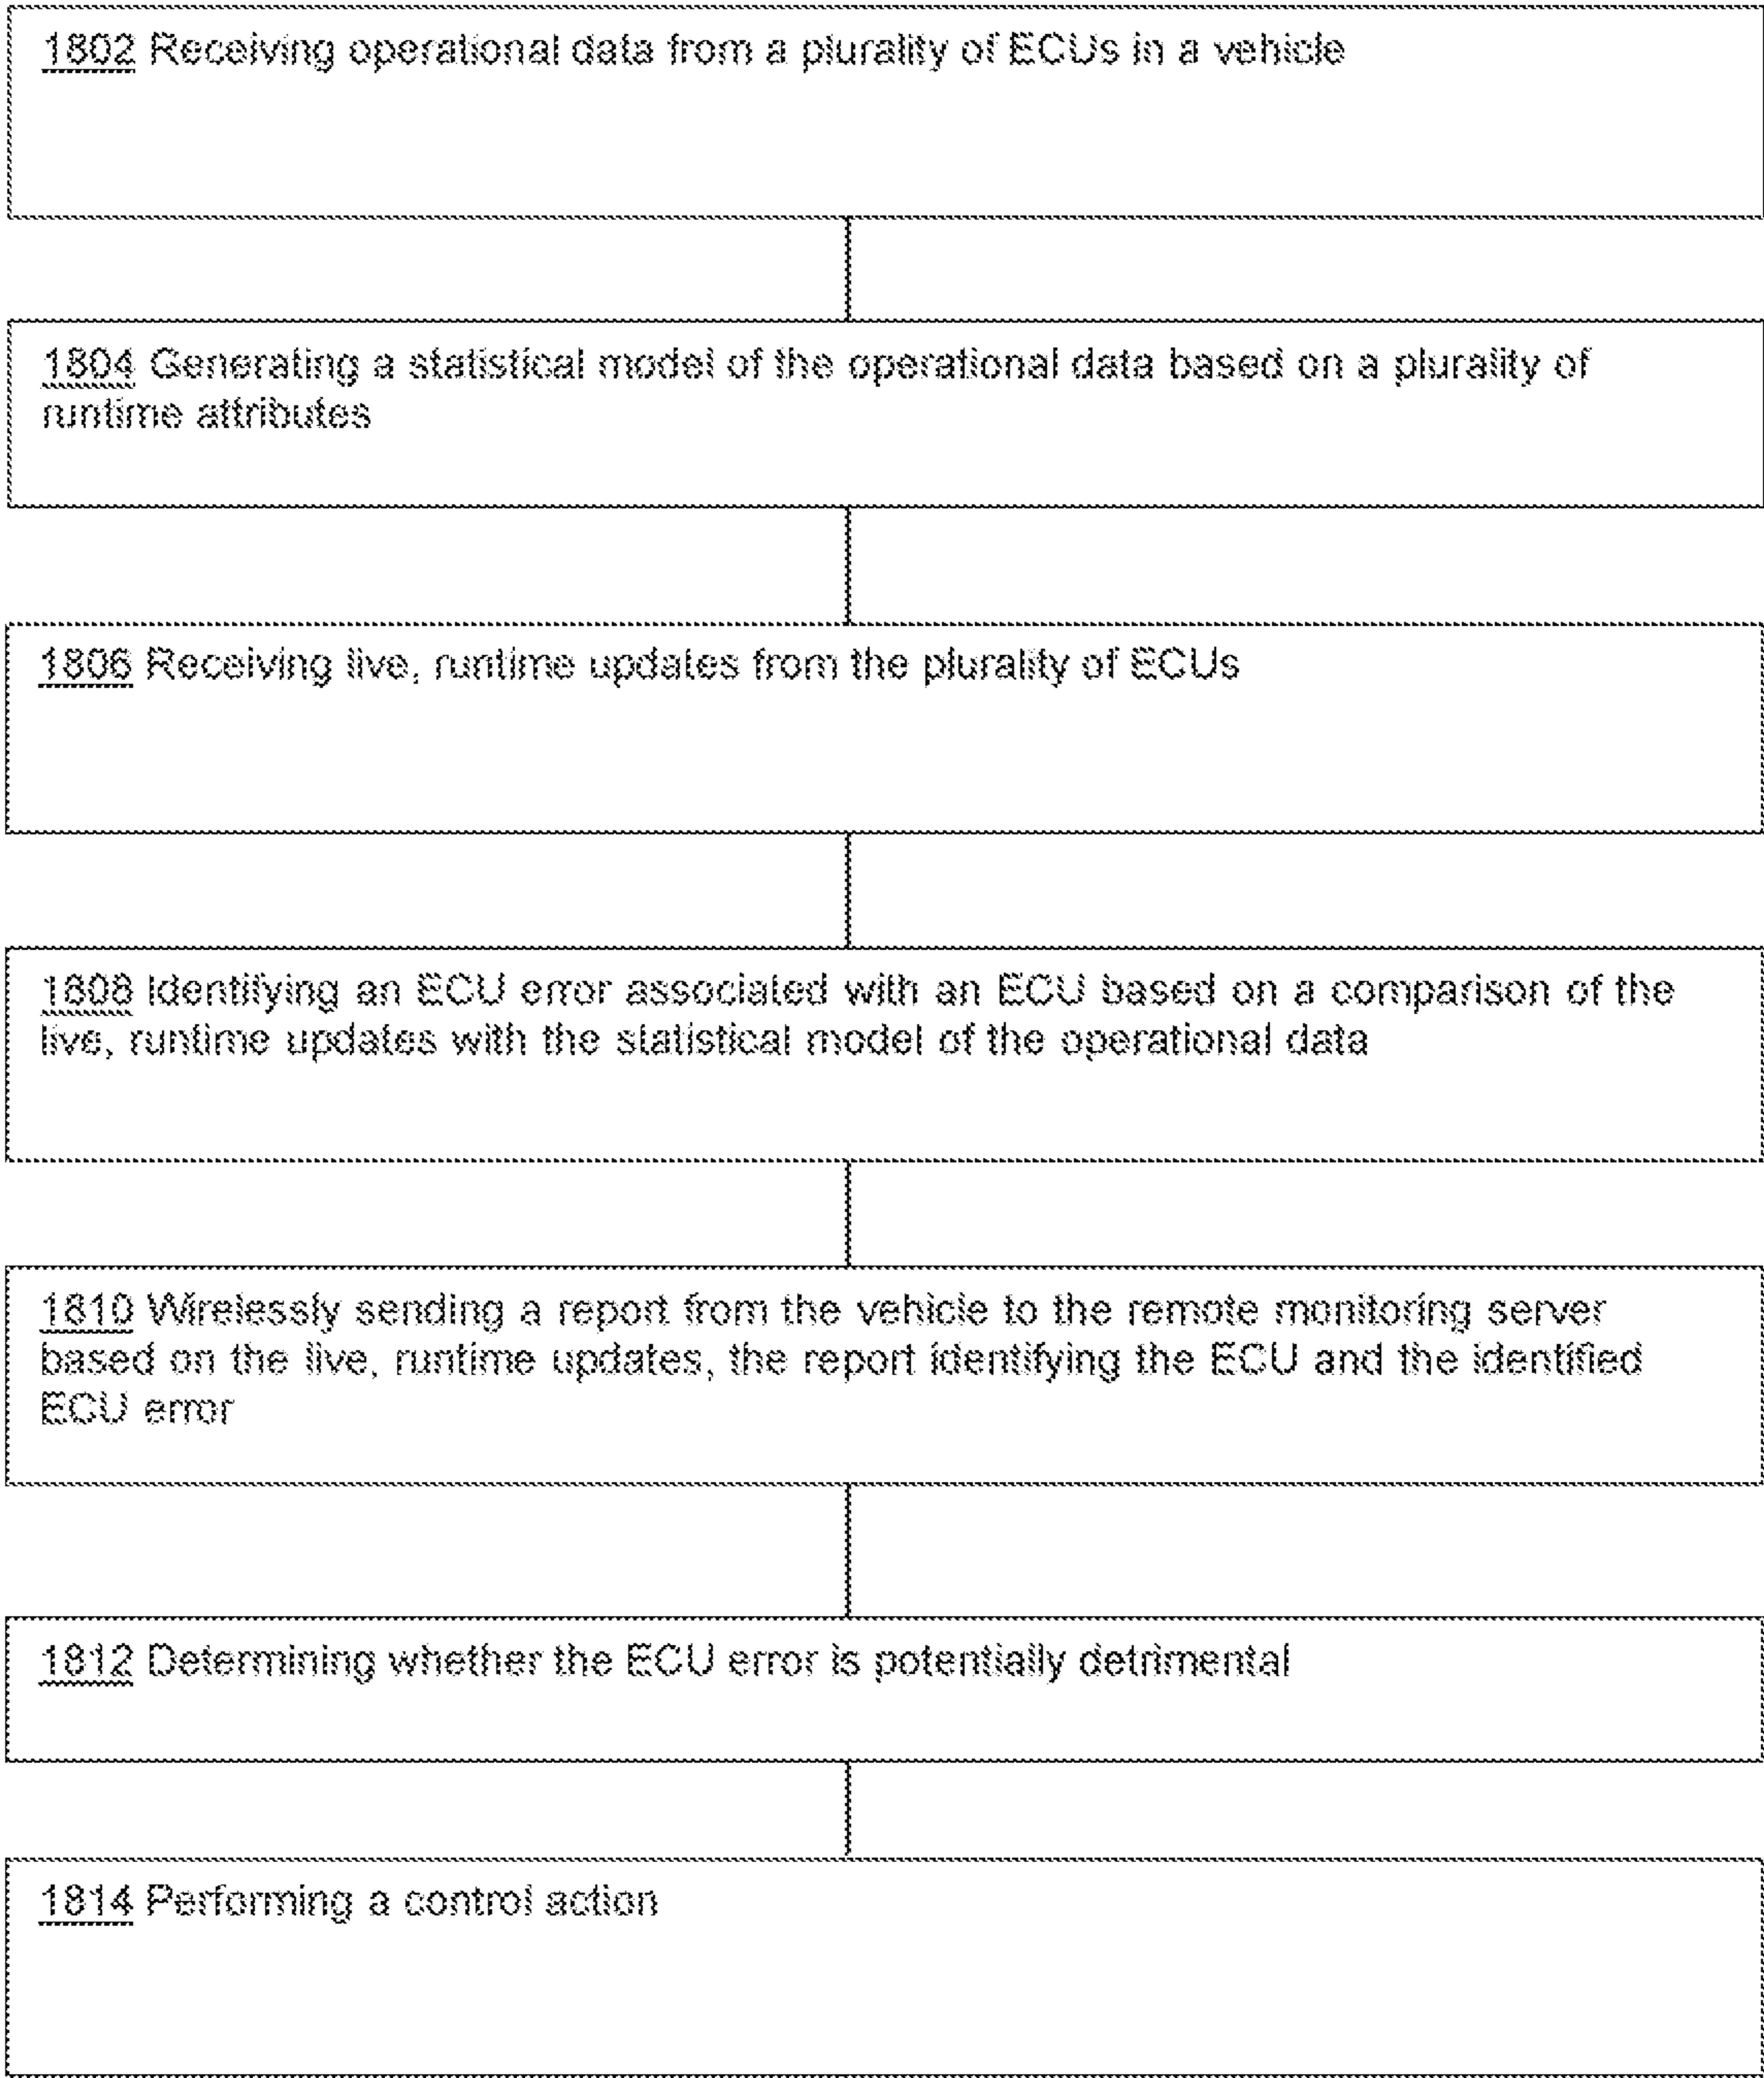 1802 Receiving operational data from a plurality of ECUs in a vehicle
1804 Generating a statistical model of the operational data based on a plurality of
runtime attributes
1806 Receiving live, runtime updates from the plurality of ECUs
1808 Identifying an ECU error associated with an ECU based on a comparison of the
live, runtime updates with the statistical model of the operational data
1810 Wirelessly sending a report from the vehicle to the remote monitoring server
based on the live, runtime updates, the report identifying the ECU and the identified
ECU error
1812 Determining whether the ECU error is potentially detrimental
1814 Performing a control action